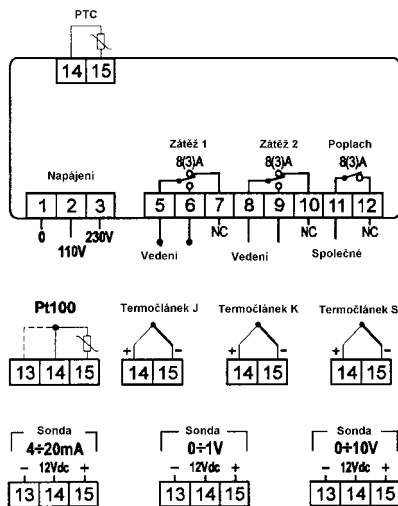 PTC
14 15
Zátěž 1 Zátěž 2 Poplach
8(3)A 8(3)A 8(3)A
Napájení
1 2 3 5 6 7 8 9 10 11 12
0 110V 230V NC NC NC
Vedení Vedení Společné
Pt100 Termočlánek J Termočlánek K Termočlánek S
+ − + − + −
13 14 15 14 15 14 15 14 15
Sonda Sonda Sonda
4÷20mA 0÷1V 0÷10V
− 12Vdc + − 12Vdc + − 12Vdc +
13 14 15 13 14 15 13 14 15